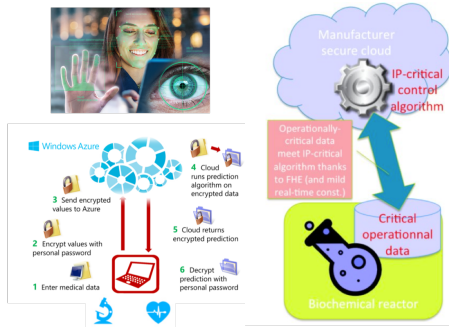 Windows Azure
4 Cloud
runs prediction
algorithm on
encrypted data
3 Send encrypted
values to Azure
2 Encrypt values with
personal password
5 Cloud returns
encrypted prediction
1 Enter medical data
6 Decrypt
prediction with
personal password
Manufacturer
secure cloud
IP-critical
control
algorithm
Operationally-
critical data
meet IP-critical
algorithm thanks
to FHE (and mild
real-time const.)
Critical
operationnal
data
Biochemical reactor